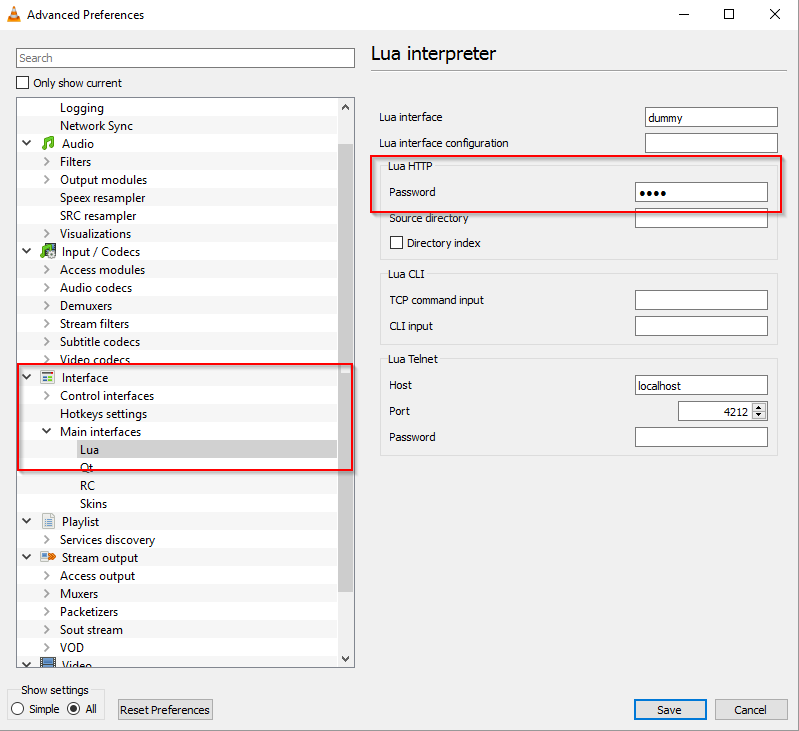 Advanced Preferences
Search
Only show current
Logging
Network Sync
Audio
Filters
Output modules
Speex resampler
SRC resampler
Visualizations
Input / Codecs
Access modules
Audio codecs
Demuxers
Stream filters
Subtitle codecs
Video codecs
Interface
Control interfaces
Hotkeys settings
Main interfaces
Lua
Qt
RC
Skins
Playlist
Services discovery
Stream output
Access output
Muxers
Packetizers
Sout stream
VOD
Video
Show settings
Simple All
Reset Preferences
Lua interpreter
Lua interface dummy
Lua interface configuration
Lua HTTP
Password ●●●●
Source directory
Directory index
Lua CLI
TCP command input
CLI input
Lua Telnet
Host localhost
Port 4212
Password
Save Cancel